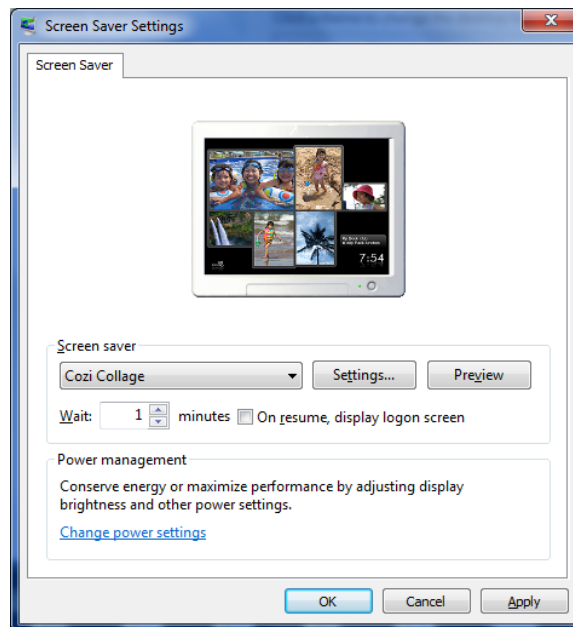 Screen Saver Settings
Screen Saver
7:54
Screen saver
Cozi Collage
Settings...
Preview
Wait: 1 minutes On resume, display logon screen
Power management
Conserve energy or maximize performance by adjusting display
brightness and other power settings.
Change power settings
OK Cancel Apply